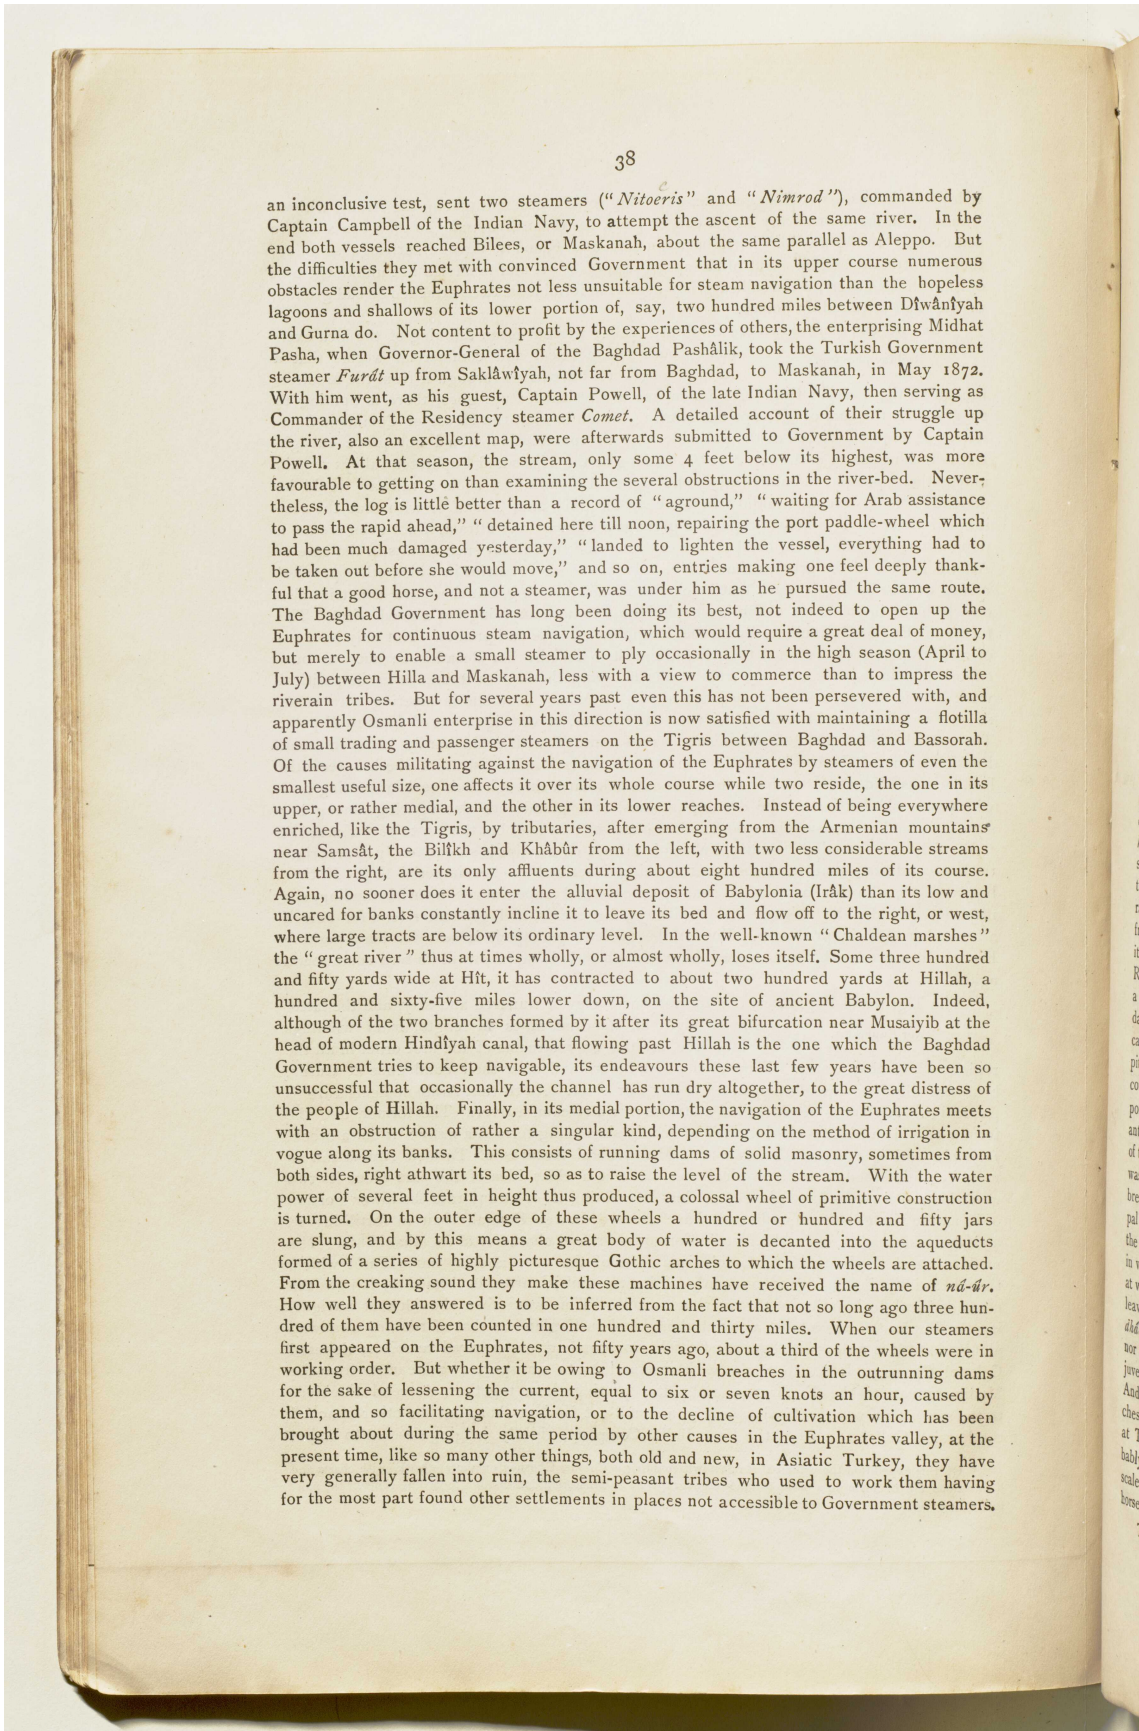 38
an inconclusive test, sent two steamers (“Nitoeris” and “Nimrod”), commanded by
Captain Campbell of the Indian Navy, to attempt the ascent of the same river. In the
end both vessels reached Bilees, or Maskanah, about the same parallel as Aleppo. But
the difficulties they met with convinced Government that in its upper course numerous
obstacles render the Euphrates not less unsuitable for steam navigation than the hopeless
lagoons and shallows of its lower portion of, say, two hundred miles between Dîwânîyah
and Gurna do. Not content to profit by the experiences of others, the enterprising Midhat
Pasha, when Governor-General of the Baghdad Pashâlik, took the Turkish Government
steamer Furát up from Saklâwîyah, not far from Baghdad, to Maskanah, in May 1872.
With him went, as his guest, Captain Powell, of the late Indian Navy, then serving as
Commander of the Residency steamer Comet. A detailed account of their struggle up
the river, also an excellent map, were afterwards submitted to Government by Captain
Powell. At that season, the stream, only some 4 feet below its highest, was more
favourable to getting on than examining the several obstructions in the river-bed. Never-
theless, the log is little better than a record of “aground,” “waiting for Arab assistance
to pass the rapid ahead,” “detained here till noon, repairing the port paddle-wheel which
had been much damaged yesterday,” “landed to lighten the vessel, everything had to
be taken out before she would move,” and so on, entries making one feel deeply thank-
ful that a good horse, and not a steamer, was under him as he pursued the same route.
The Baghdad Government has long been doing its best, not indeed to open up the
Euphrates for continuous steam navigation, which would require a great deal of money,
but merely to enable a small steamer to ply occasionally in the high season (April to
July) between Hilla and Maskanah, less with a view to commerce than to impress the
riverain tribes. But for several years past even this has not been persevered with, and
apparently Osmanli enterprise in this direction is now satisfied with maintaining a flotilla
of small trading and passenger steamers on the Tigris between Baghdad and Bassorah.
Of the causes militating against the navigation of the Euphrates by steamers of even the
smallest useful size, one affects it over its whole course while two reside, the one in its
upper, or rather medial, and the other in its lower reaches. Instead of being everywhere
enriched, like the Tigris, by tributaries, after emerging from the Armenian mountains
near Samsât, the Bilîkh and Khâbûr from the left, with two less considerable streams
from the right, are its only affluents during about eight hundred miles of its course.
Again, no sooner does it enter the alluvial deposit of Babylonia (Irâk) than its low and
uncared for banks constantly incline it to leave its bed and flow off to the right, or west,
where large tracts are below its ordinary level. In the well-known “Chaldean marshes”
the “great river” thus at times wholly, or almost wholly, loses itself. Some three hundred
and fifty yards wide at Hît, it has contracted to about two hundred yards at Hillah, a
hundred and sixty-five miles lower down, on the site of ancient Babylon. Indeed,
although of the two branches formed by it after its great bifurcation near Musaiyib at the
head of modern Hindîyah canal, that flowing past Hillah is the one which the Baghdad
Government tries to keep navigable, its endeavours these last few years have been so
unsuccessful that occasionally the channel has run dry altogether, to the great distress of
the people of Hillah. Finally, in its medial portion, the navigation of the Euphrates meets
with an obstruction of rather a singular kind, depending on the method of irrigation in
vogue along its banks. This consists of running dams of solid masonry, sometimes from
both sides, right athwart its bed, so as to raise the level of the stream. With the water
power of several feet in height thus produced, a colossal wheel of primitive construction
is turned. On the outer edge of these wheels a hundred or hundred and fifty jars
are slung, and by this means a great body of water is decanted into the aqueducts
formed of a series of highly picturesque Gothic arches to which the wheels are attached.
From the creaking sound they make these machines have received the name of ná-úr.
How well they answered is to be inferred from the fact that not so long ago three hun-
dred of them have been counted in one hundred and thirty miles. When our steamers
first appeared on the Euphrates, not fifty years ago, about a third of the wheels were in
working order. But whether it be owing to Osmanli breaches in the outrunning dams
for the sake of lessening the current, equal to six or seven knots an hour, caused by
them, and so facilitating navigation, or to the decline of cultivation which has been
brought about during the same period by other causes in the Euphrates valley, at the
present time, like so many other things, both old and new, in Asiatic Turkey, they have
very generally fallen into ruin, the semi-peasant tribes who used to work them having
for the most part found other settlements in places not accessible to Government steamers.